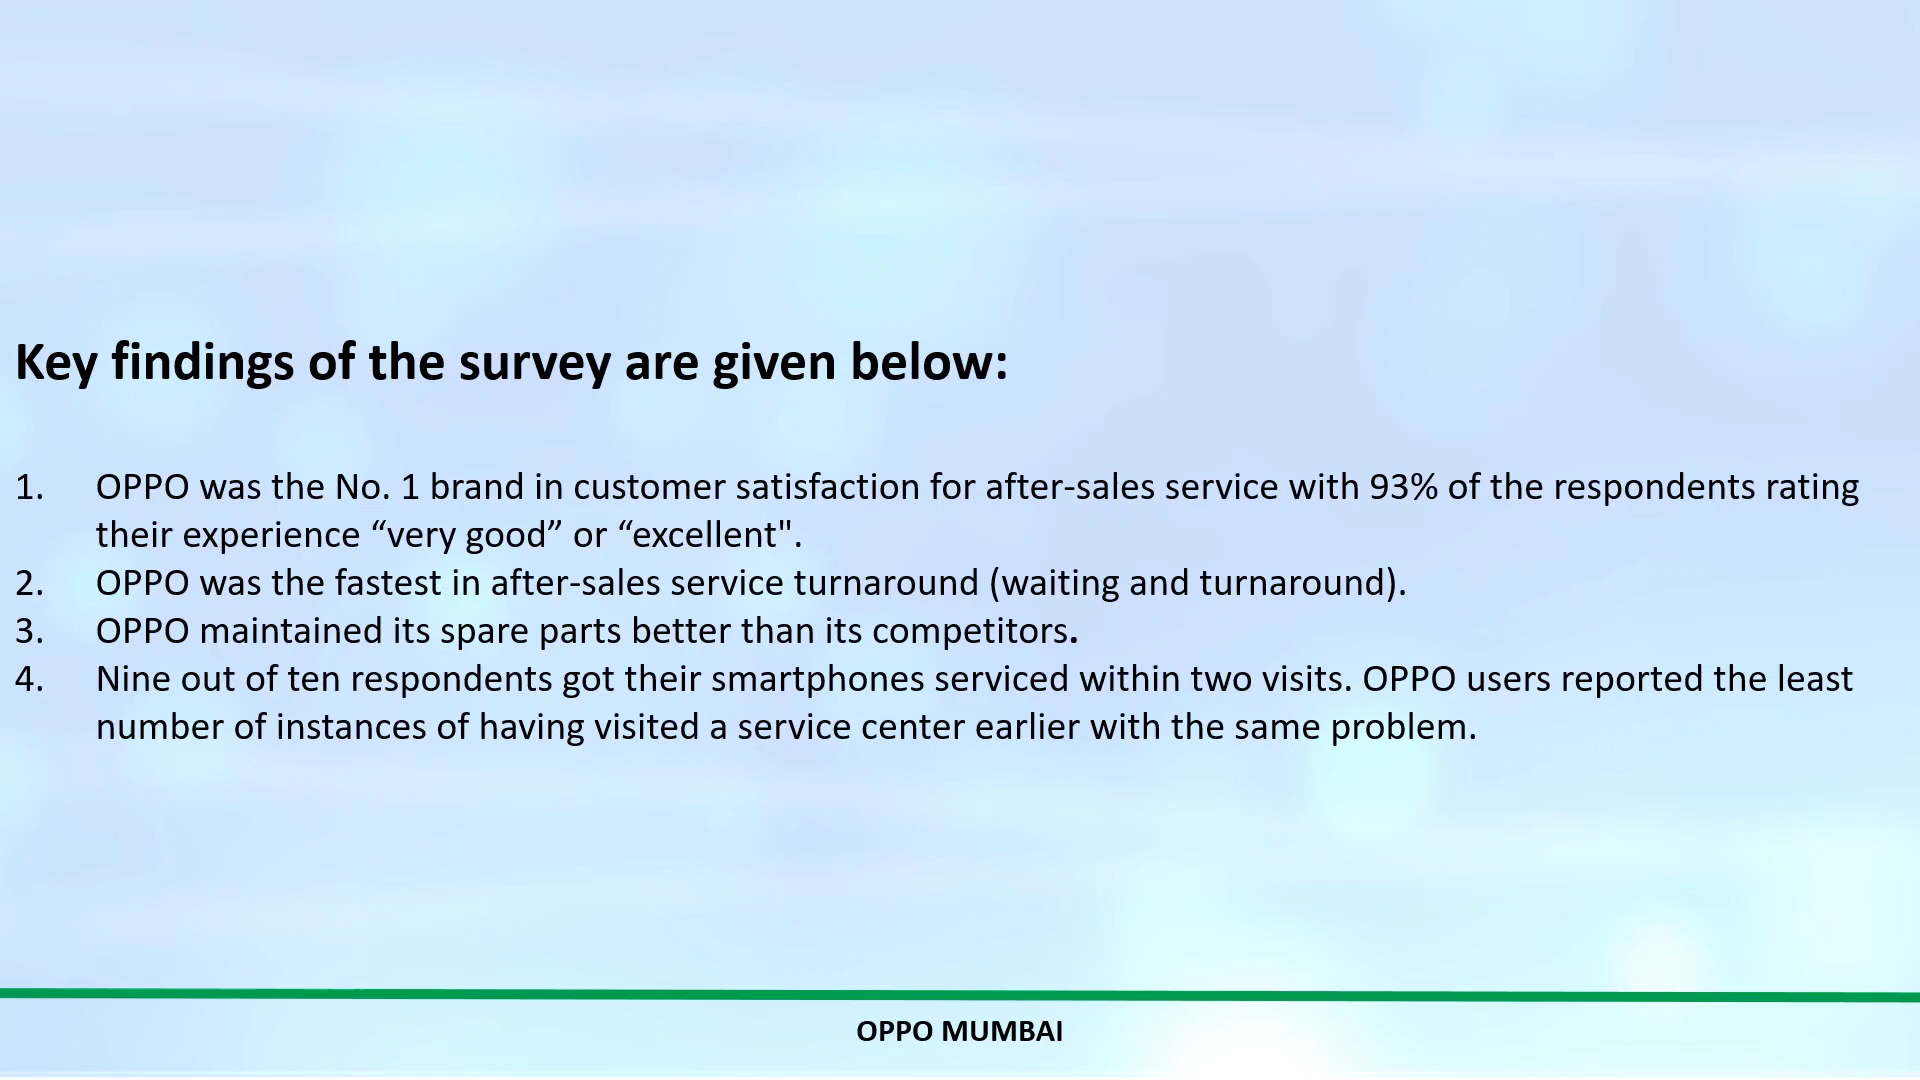 Key findings of the survey are given below:
1. OPPO was the No. 1 brand in customer satisfaction for after-sales service with 93% of the respondents rating
their experience “very good” or “excellent".
2. OPPO was the fastest in after-sales service turnaround (waiting and turnaround).
3. OPPO maintained its spare parts better than its competitors.
4. Nine out of ten respondents got their smartphones serviced within two visits. OPPO users reported the least
number of instances of having visited a service center earlier with the same problem.
OPPO MUMBAI